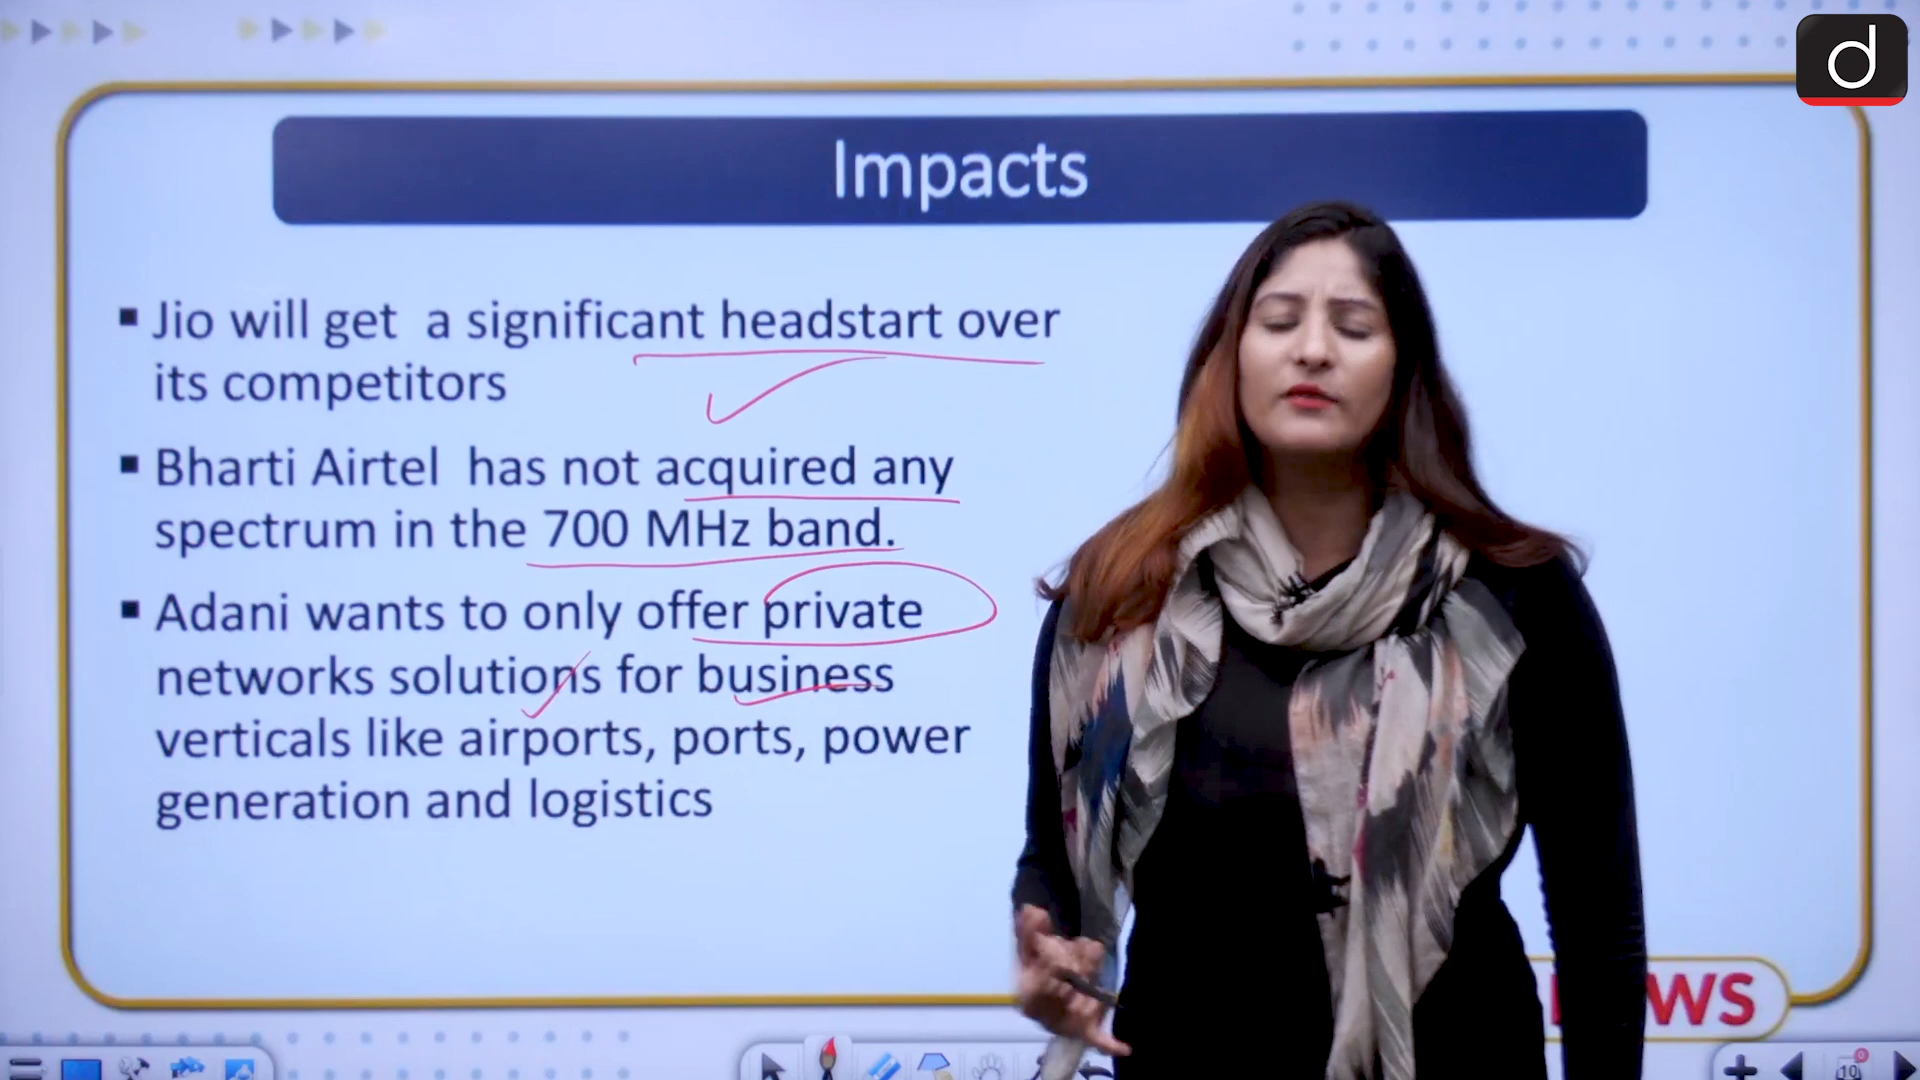 d
Impacts
Jio will get a significant headstart over
its competitors
Bharti Airtel has not acquired any
spectrum in the 700 MHz band.
Adani wants to only offer private
networks solutions for business
verticals like airports, ports, power
generation and logistics
10